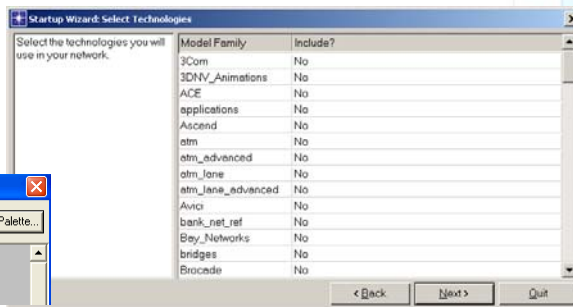 Startup Wizard: Select Technologies
Select the technologies you will
use in your network.
Model Family Include?
3Com No
3DNV_Animations No
ACE No
applications No
Ascend No
atm No
atm_advanced No
atm_lane No
atm_lane_advanced No
Avici No
bank_net_ref No
Bay_Networks No
bridges No
Brocade No
< Back Next > Quit
Palette...